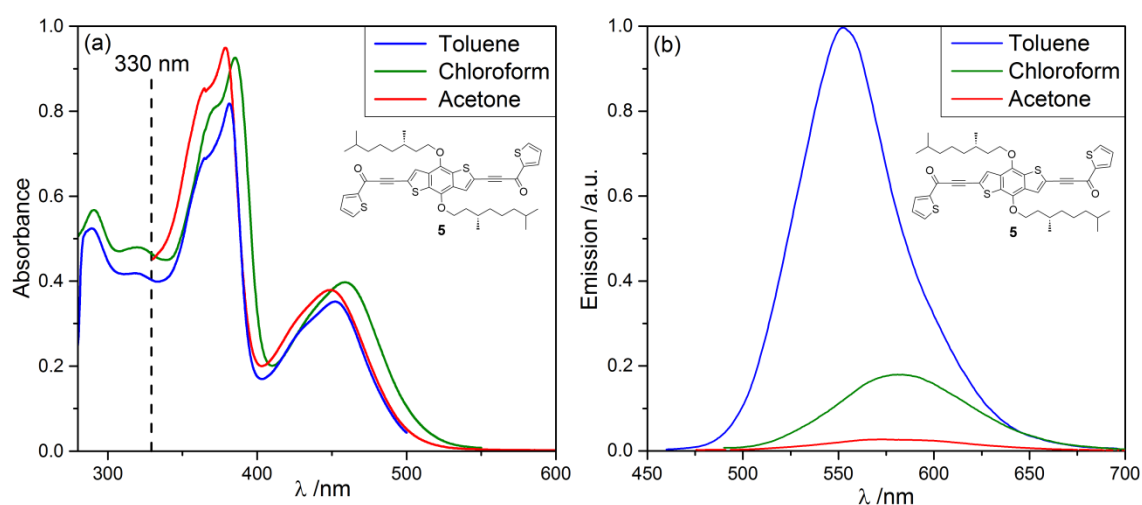 (a)
330 nm
Toluene
Chloroform
Acetone
O
S
S
O
O
S
O
S
5
Absorbance
1.0
0.8
0.6
0.4
0.2
0.0
300
400
500
600
λ /nm
(b)
Toluene
Chloroform
Acetone
O
S
S
O
O
S
O
S
5
Emission /a.u.
1.0
0.8
0.6
0.4
0.2
0.0
450
500
550
600
650
700
λ /nm